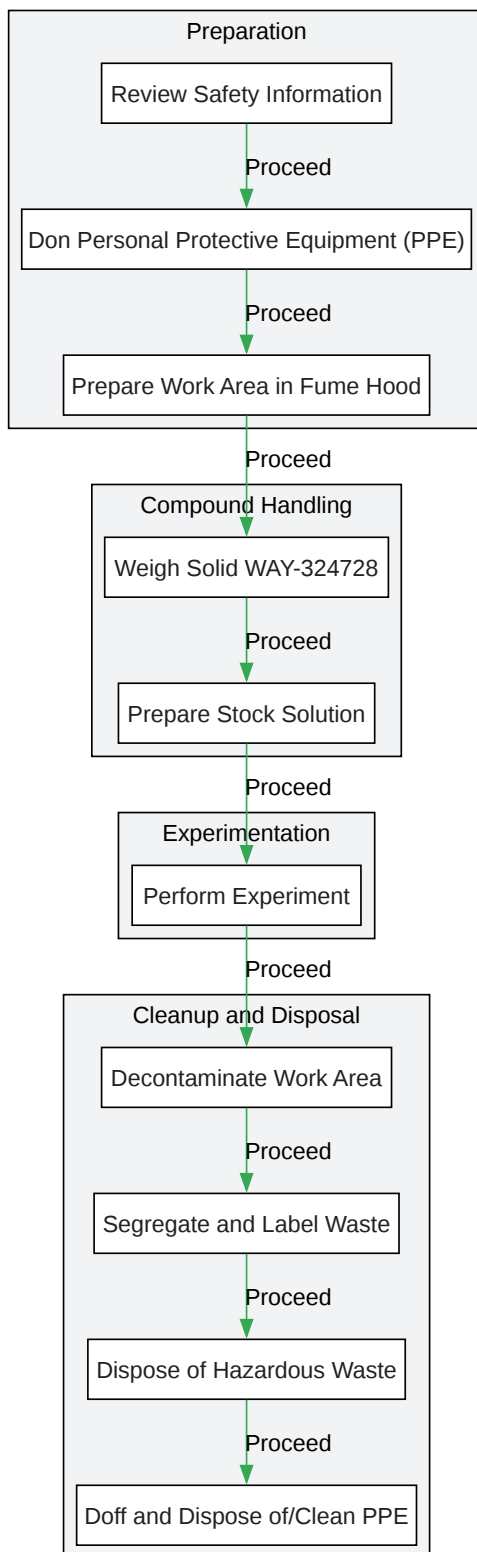 Preparation
Review Safety Information
Proceed
Don Personal Protective Equipment (PPE)
Proceed
Prepare Work Area in Fume Hood
Proceed
Compound Handling
Weigh Solid WAY-324728
Proceed
Prepare Stock Solution
Proceed
Experimentation
Perform Experiment
Proceed
Cleanup and Disposal
Decontaminate Work Area
Proceed
Segregate and Label Waste
Proceed
Dispose of Hazardous Waste
Proceed
Doff and Dispose of/Clean PPE